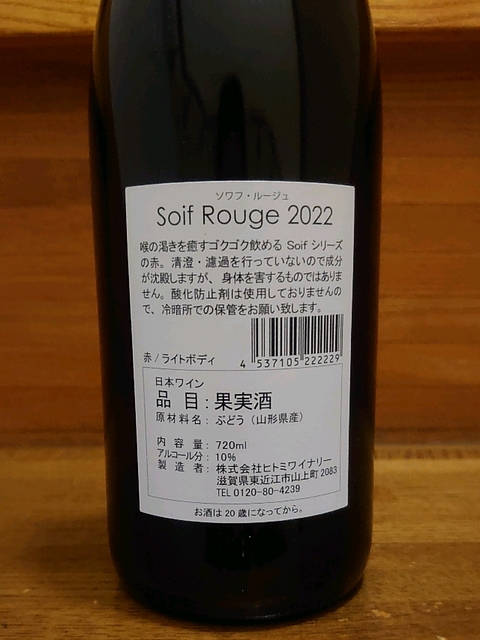 ソワフ・ルージュ
Soif Rouge 2022
喉の渇きを癒すゴクゴク飲める Soif シリーズ
の赤。清澄・濾過を行っていないので成分
が沈殿しますが、身体を害するものではありま
せん。酸化防止剤は使用しておりませんの
で、冷暗所での保管をお願い致します。
赤/ライトボディ
4 537105 222229
日本ワイン
品 目:果実酒
原材料名:ぶどう(山形県産)
内 容 量:720ml
アルコール分:10%
製 造 者:株式会社ヒトミワイナリー
滋賀県東近江市山上町2083
TEL 0120-80-4239
お酒は20歳になってから。